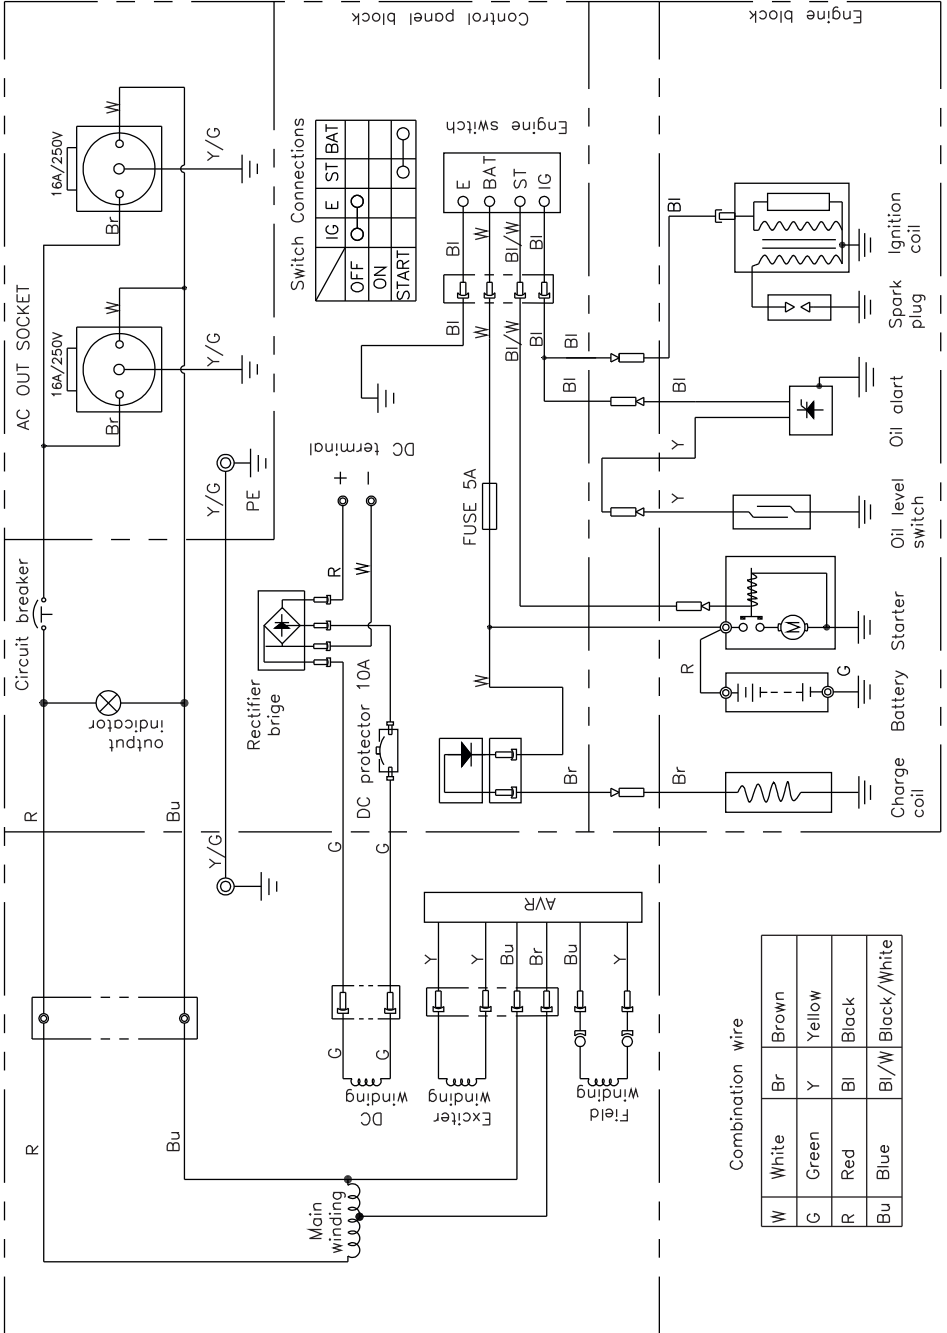 Control panel block
Engine block
W
16A/250V
Y/G
Br
W
16A/250V
Y/G
Br
AC OUT SOCKET
Switch Connections
IG E ST BAT
OFF
ON
START
Engine switch
E
BAT
ST
IG
Bl
W
Bl/W
Bl
Bl
W
Bl/W
Bl
Bl
Bl
Bl
Bl
Y
Y
Ignition
coil
Spark
plug
Oil alart
Oil level
switch
Starter
M
Battery
R
G
Charge
coil
DC terminal
+
−
R
W
FUSE 5A
Y/G
PE
Circuit breaker
output
indicator
Rectifier
brige
DC protector 10A
W
Br
Br
R
Bu
Y/G
G
G
AVR
Y
Y
Bu
Br
Bu
Y
G
G
DC
winding
Exciter
winding
Field
winding
R
Bu
Main
winding
Combination wire
W White Br Brown
G Green Y Yellow
R Red Bl Black
Bu Blue Bl/W Black/White